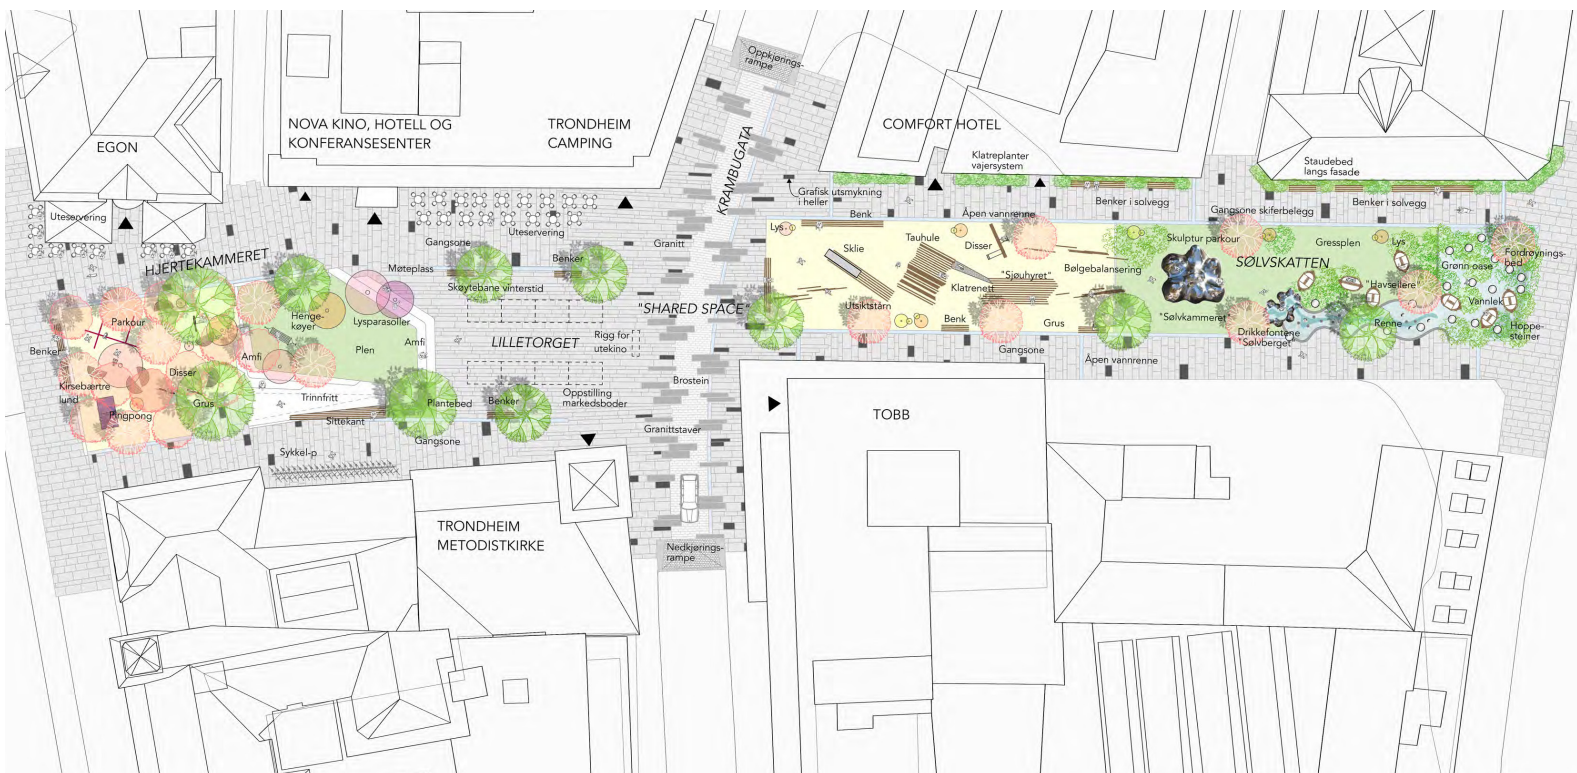 Oppkjørings-
rampe
NOVA KINO, HOTELL OG
KONFERANSESENTER
TRONDHEIM
CAMPING
COMFORT HOTEL
EGON
KRAMBUGATA
Klatreplanter
vajersystem
Staudebed
langs fasade
Grafisk utsmykning
i heller
Benker i solvegg
Benker i solvegg
Uteservering
Uteservering
Gangsone
Granitt
Benk
Åpen vannrenne
Gangsone skiferbelegg
Lys
Sklie
Tauhule
Disser
Skulptur parkour
Gressplen
Lys
Fordrøynings-
bed
HJERTEKAMMERET
Møteplass
Benker
Skøytebane vinterstid
"Sjøuhyret"
Bølgebalansering
SØLVSKATTEN
Grønn oase
Klatrenett
"Havsellere"
"SHARED SPACE"
Utsiktstårn
Vannlek
Parkour
Henge-
køyer
Lysparasoller
Benk
Grus
"Sølvkammeret
Renne
Hoppe-
steiner
Drikkefontene
"Sølvberget"
Rigg for
utekino
LILLETORGET
Benker
Amfi
Plen
Amfi
Gangsone
Åpen vannrenne
Disser
Kirsebærtre
lund
Brostein
Grus
Trinnfritt
Plantebed
Benker
Oppstilling
markedsboder
Pingpong
Sittekant
Gangsone
Granittstaver
TOBB
Sykkel-p
TRONDHEIM
METODISTKIRKE
Nedkjørings-
rampe